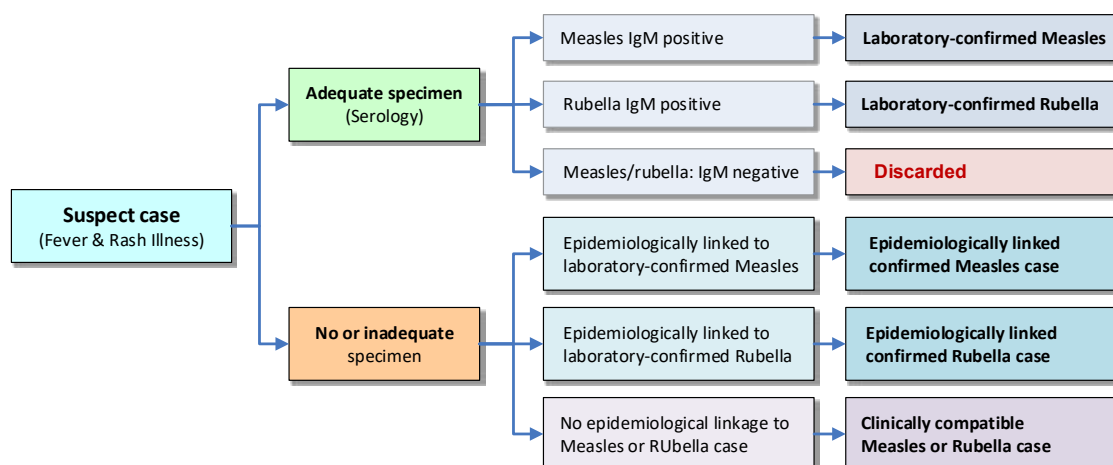 Suspect case
(Fever & Rash Illness)
Adequate specimen
(Serology)
Measles IgM positive
Laboratory-confirmed Measles
Rubella IgM positive
Laboratory-confirmed Rubella
Measles/rubella: IgM negative
Discarded
No or inadequate
specimen
Epidemiologically linked to
laboratory-confirmed Measles
Epidemiologically linked
confirmed Measles case
Epidemiologically linked to
laboratory-confirmed Rubella
Epidemiologically linked
confirmed Rubella case
No epidemiological linkage to
Measles or RUbella case
Clinically compatible
Measles or Rubella case